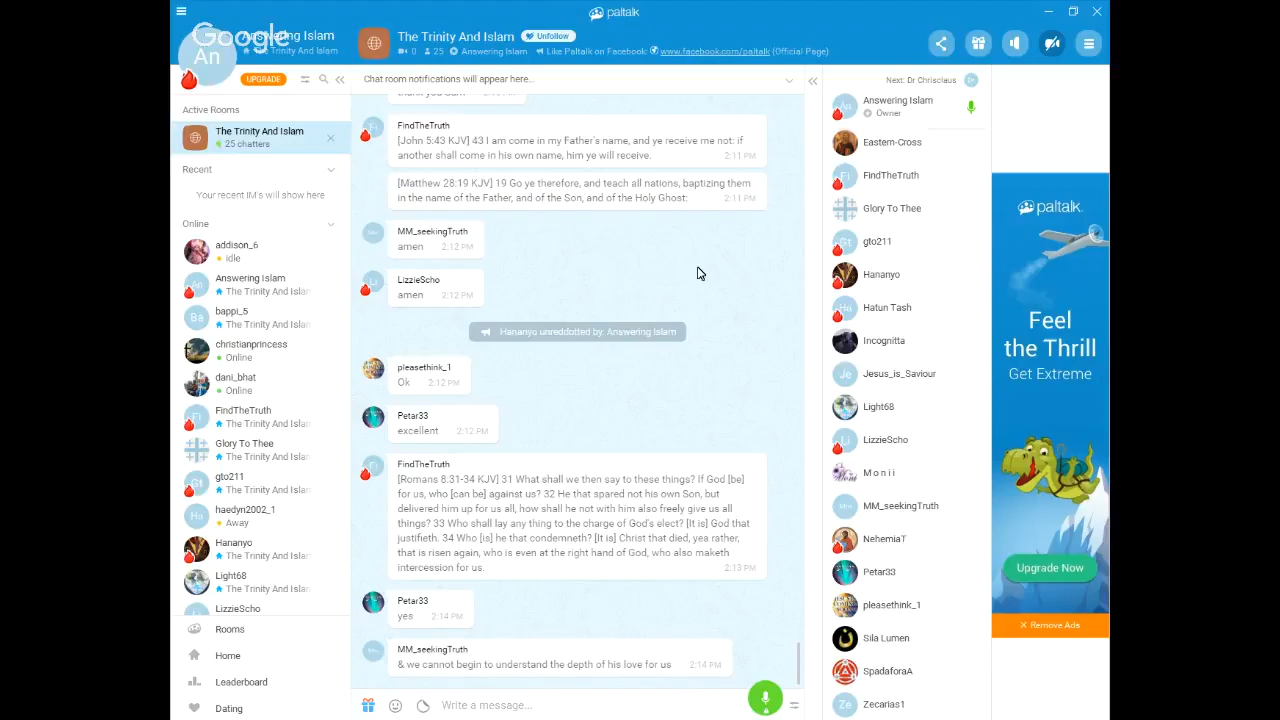 paltalk
Google
Answering Islam
The Trinity And Islam
An
UPGRADE
Active Rooms
The Trinity And Islam
25 chatters
Recent
Your recent IM's will show here
Online
addison_6
idle
Answering Islam
The Trinity And Islar
bappi_5
Ba
The Trinity And Islar
christianprincess
Online
dani_bhat
Online
FindTheTruth
The Trinity And Islar
Glory To Thee
The Trinity And Islar
gto211
The Trinity And Islar
haedyn2002_1
Ha
Away
Hananyo
The Trinity And Islar
Light68
The Trinity And Islar
LizzieScho
Rooms
Home
Leaderboard
Dating
The Trinity And Islam
Unfollow
0 25 Answering Islam Like Paltalk on Facebook: www.facebook.com/paltalk (Official Page)
Chat room notifications will appear here...
FindTheTruth
[John 5:43 KJV] 43 I am come in my Father's name, and ye receive me not: if
another shall come in his own name, him ye will receive.
2:11 PM
[Matthew 28:19 KJV] 19 Go ye therefore, and teach all nations, baptizing them
in the name of the Father, and of the Son, and of the Holy Ghost:
2:11 PM
MM_seekingTruth
amen 2:12 PM
LizzieScho
amen 2:12 PM
Hananyo unreddotted by: Answering Islam
pleasethink_1
Ok 2:12 PM
Petar33
excellent 2:12 PM
FindTheTruth
[Romans 8:31-34 KJV] 31 What shall we then say to these things? If God [be]
for us, who [can be] against us? 32 He that spared not his own Son, but
delivered him up for us all, how shall he not with him also freely give us all
things? 33 Who shall lay any thing to the charge of God's elect? [It is] God that
justifieth. 34 Who [is] he that condemneth? [It is] Christ that died, yea rather,
that is risen again, who is even at the right hand of God, who also maketh
intercession for us.
2:13 PM
Petar33
yes 2:14 PM
MM_seekingTruth
& we cannot begin to understand the depth of his love for us 2:14 PM
Write a message...
Next: Dr Chrisclaus
Answering Islam
Owner
Eastern-Cross
FindTheTruth
Glory To Thee
gto211
Hananyo
Hatun Tash
Incognitta
Jesus_is_Saviour
Light68
LizzieScho
M o n i i
MM_seekingTruth
NehemiaT
Petar33
pleasethink_1
Sila Lumen
SpadaforaA
Zecarias1
paltalk
Feel
the Thrill
Get Extreme
Upgrade Now
Remove Ads